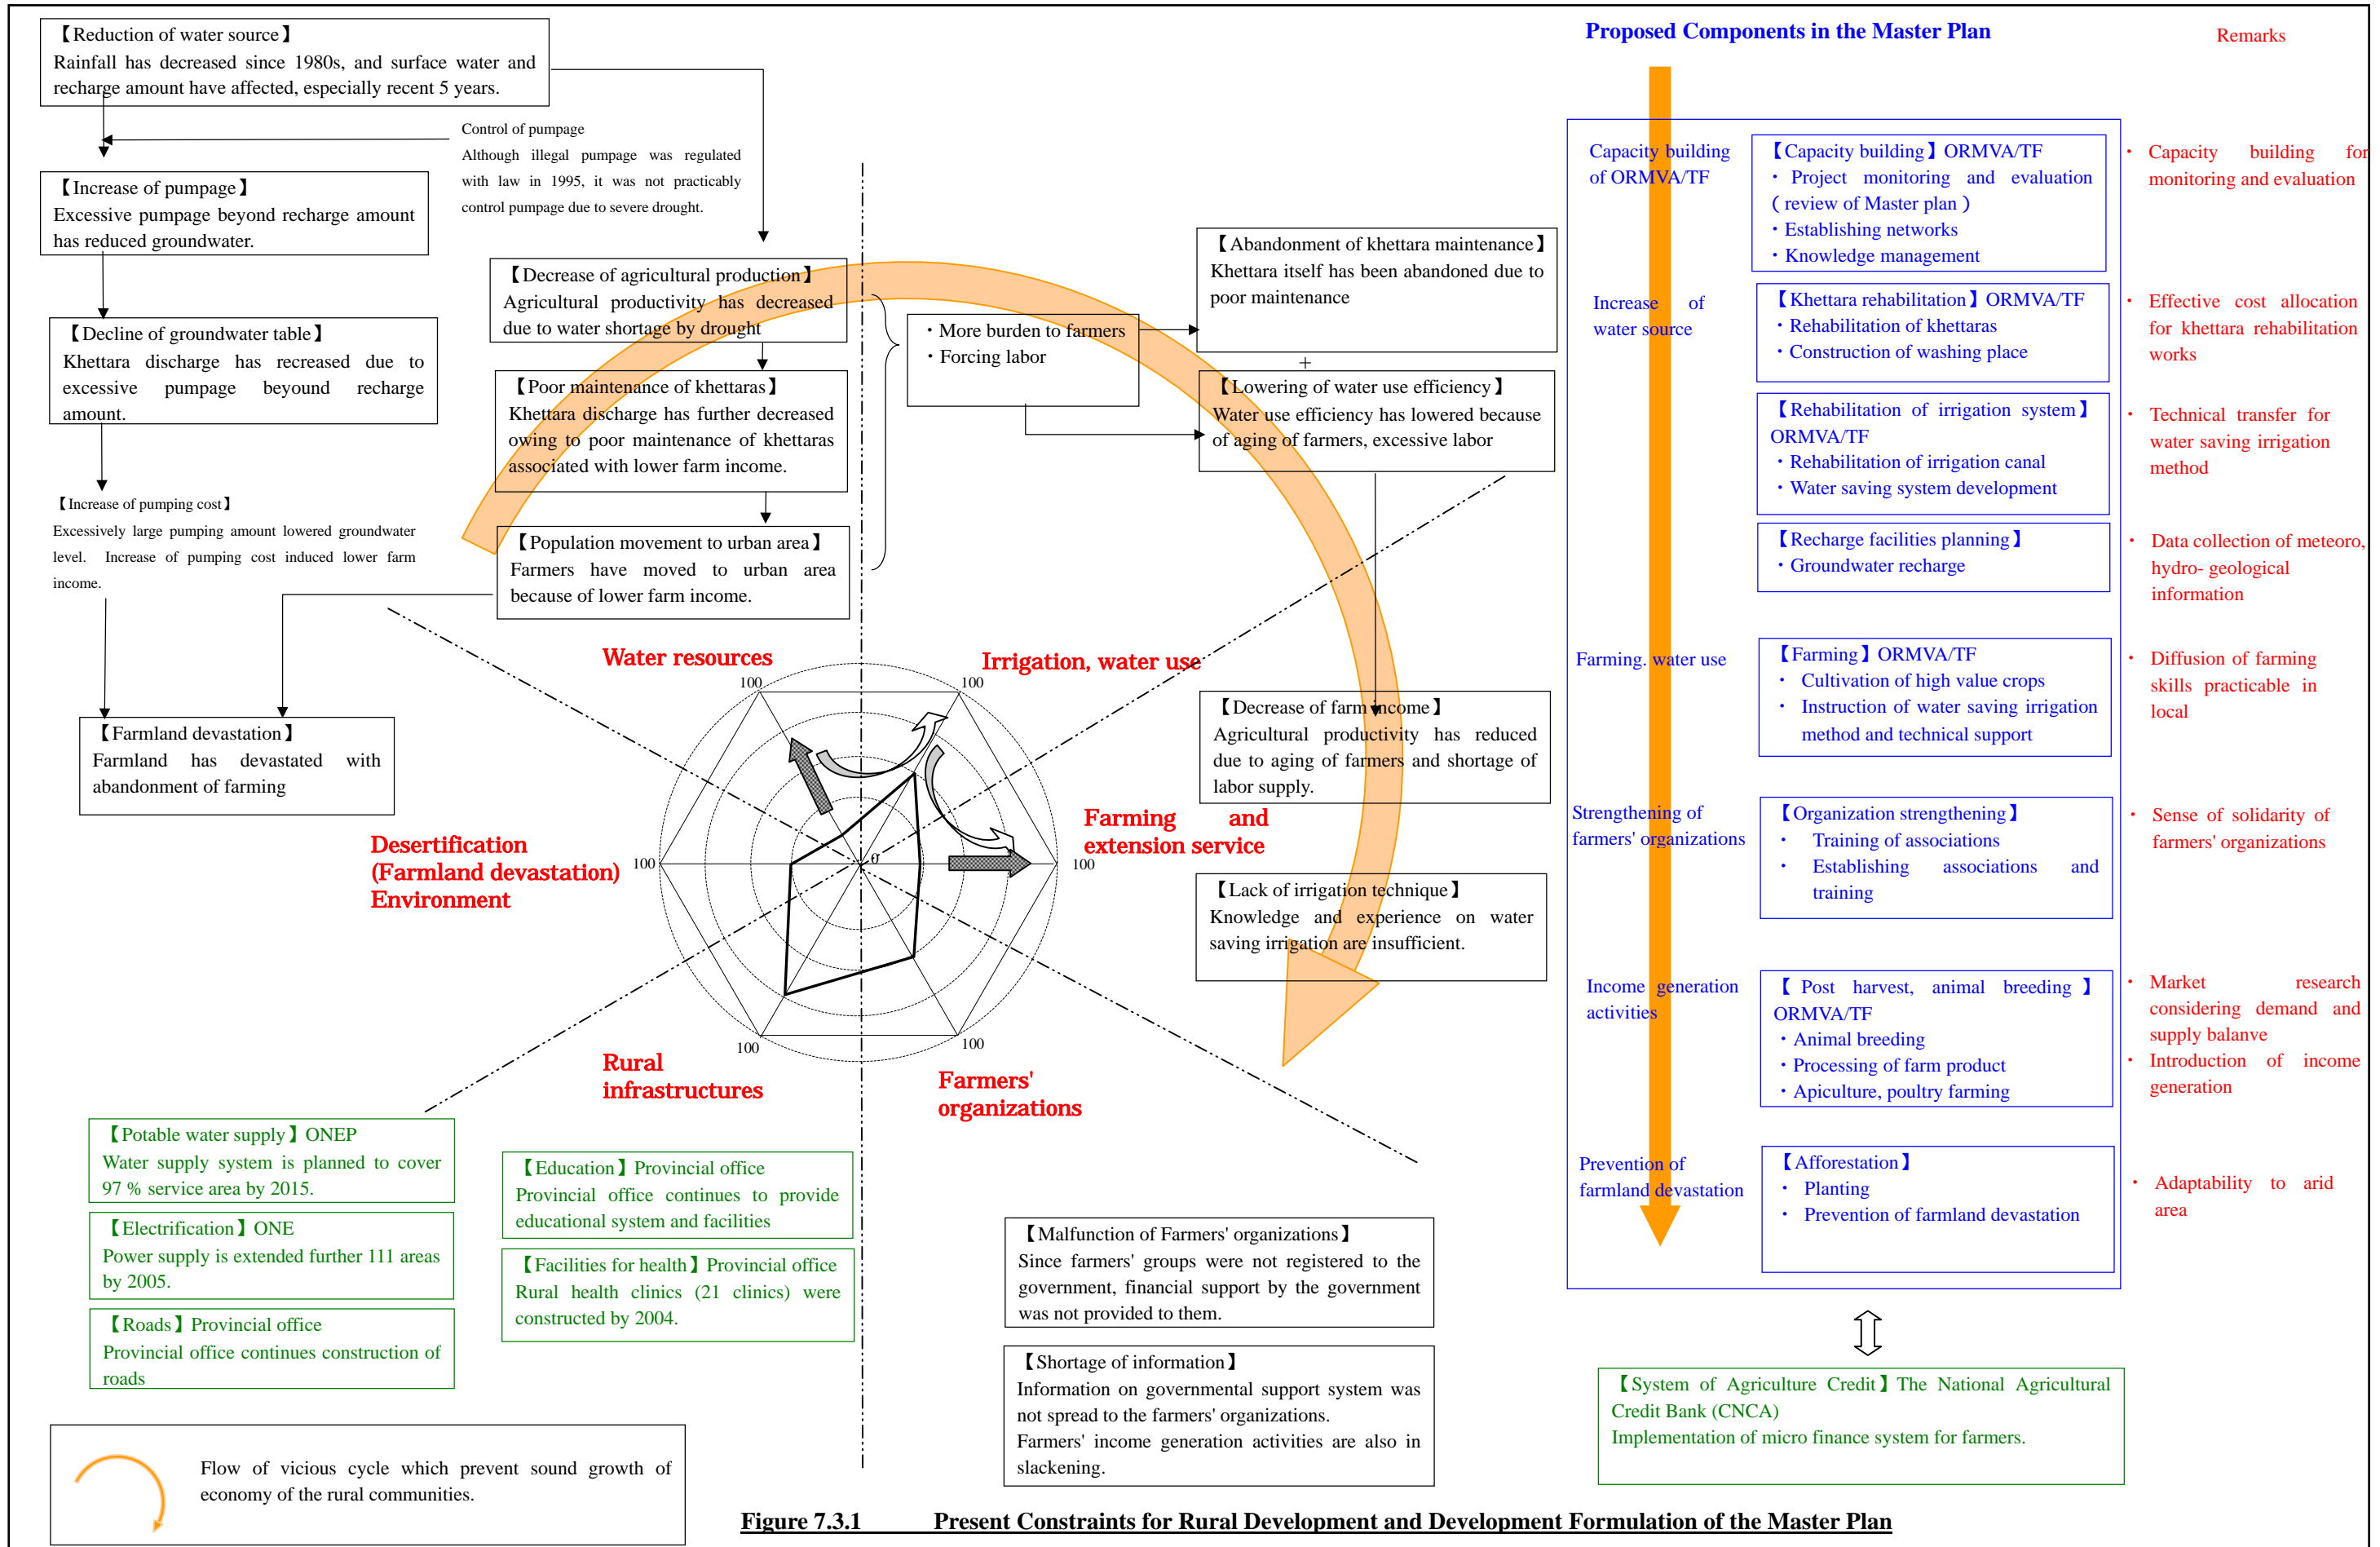 【Reduction of water source】
Rainfall has decreased since 1980s, and surface water and
recharge amount have affected, especially recent 5 years.
Control of pumpage
Although illegal pumpage was regulated
with law in 1995, it was not practicably
control pumpage due to severe drought.
【Increase of pumpage】
Excessive pumpage beyond recharge amount
has reduced groundwater.
【Decline of groundwater table】
Khettara discharge has recreased due to
excessive pumpage beyound recharge
amount.
【Increase of pumping cost】
Excessively large pumping amount lowered groundwater
level. Increase of pumping cost induced lower farm
income.
【Farmland devastation】
Farmland has devastated with
abandonment of farming
【Decrease of agricultural production】
Agricultural productivity has decreased
due to water shortage by drought
【Poor maintenance of khettaras】
Khettara discharge has further decreased
owing to poor maintenance of khettaras
associated with lower farm income.
【Population movement to urban area】
Farmers have moved to urban area
because of lower farm income.
・More burden to farmers
・Forcing labor
【Abandonment of khettara maintenance】
Khettara itself has been abandoned due to
poor maintenance
+
【Lowering of water use efficiency】
Water use efficiency has lowered because
of aging of farmers, excessive labor
【Decrease of farm income】
Agricultural productivity has reduced
due to aging of farmers and shortage of
labor supply.
【Lack of irrigation technique】
Knowledge and experience on water
saving irrigation are insufficient.
Water resources
Irrigation, water use
Farming and
extension service
Desertification
(Farmland devastation)
Environment
Rural
infrastructures
Farmers'
organizations
100
100
100
0
100
100
100
【Potable water supply】ONEP
Water supply system is planned to cover
97 % service area by 2015.
【Electrification】ONE
Power supply is extended further 111 areas
by 2005.
【Roads】Provincial office
Provincial office continues construction of
roads
【Education】Provincial office
Provincial office continues to provide
educational system and facilities
【Facilities for health】Provincial office
Rural health clinics (21 clinics) were
constructed by 2004.
【Malfunction of Farmers' organizations】
Since farmers' groups were not registered to the
government, financial support by the government
was not provided to them.
【Shortage of information】
Information on governmental support system was
not spread to the farmers' organizations.
Farmers' income generation activities are also in
slackening.
Flow of vicious cycle which prevent sound growth of
economy of the rural communities.
Proposed Components in the Master Plan
Remarks
Capacity building
of ORMVA/TF
【Capacity building】ORMVA/TF
・Project monitoring and evaluation
(review of Master plan)
・Establishing networks
・Knowledge management
・Capacity building for
monitoring and evaluation
Increase of
water source
【Khettara rehabilitation】ORMVA/TF
・Rehabilitation of khettaras
・Construction of washing place
・Effective cost allocation
for khettara rehabilitation
works
【Rehabilitation of irrigation system】
ORMVA/TF
・Rehabilitation of irrigation canal
・Water saving system development
・Technical transfer for
water saving irrigation
method
【Recharge facilities planning】
・Groundwater recharge
・Data collection of meteoro,
hydro- geological
information
Farming. water use
【Farming】ORMVA/TF
・Cultivation of high value crops
・Instruction of water saving irrigation
method and technical support
・Diffusion of farming
skills practicable in
local
Strengthening of
farmers' organizations
【Organization strengthening】
・Training of associations
・Establishing associations and
training
・Sense of solidarity of
farmers' organizations
Income generation
activities
【Post harvest, animal breeding】
ORMVA/TF
・Animal breeding
・Processing of farm product
・Apiculture, poultry farming
・Market research
considering demand and
supply balanve
・Introduction of income
generation
Prevention of
farmland devastation
【Afforestation】
・Planting
・Prevention of farmland devastation
・Adaptability to arid
area
【System of Agriculture Credit】The National Agricultural
Credit Bank (CNCA)
Implementation of micro finance system for farmers.
Figure 7.3.1 Present Constraints for Rural Development and Development Formulation of the Master Plan